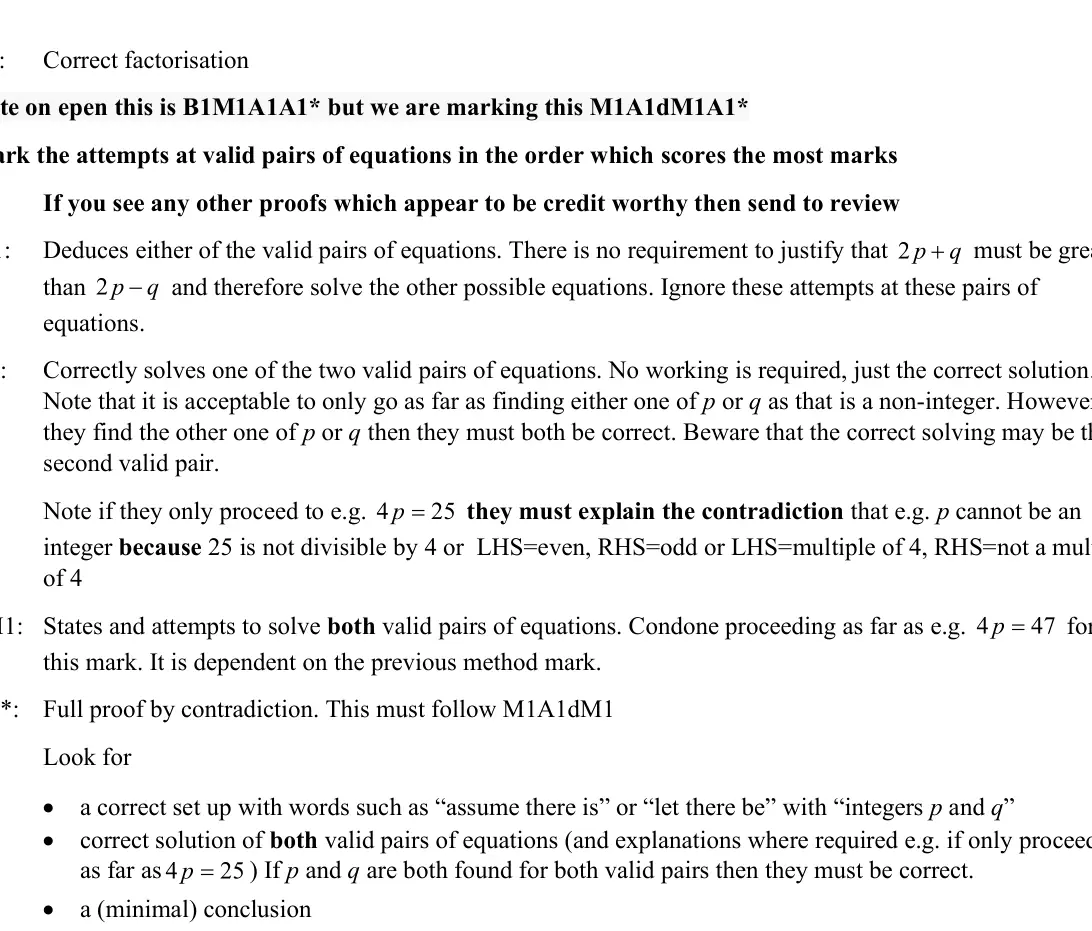 : Correct factorisation
te on epen this is B1M1A1A1* but we are marking this M1A1dM1A1*
ark the attempts at valid pairs of equations in the order which scores the most marks
If you see any other proofs which appear to be credit worthy then send to review
: Deduces either of the valid pairs of equations. There is no requirement to justify that 2p + q must be gre
than 2p − q and therefore solve the other possible equations. Ignore these attempts at these pairs of
equations.
: Correctly solves one of the two valid pairs of equations. No working is required, just the correct solution.
Note that it is acceptable to only go as far as finding either one of p or q as that is a non-integer. However
they find the other one of p or q then they must both be correct. Beware that the correct solving may be th
second valid pair.
Note if they only proceed to e.g. 4p = 25 they must explain the contradiction that e.g. p cannot be an
integer because 25 is not divisible by 4 or LHS=even, RHS=odd or LHS=multiple of 4, RHS=not a mul
of 4
1: States and attempts to solve both valid pairs of equations. Condone proceeding as far as e.g. 4p = 47 for
this mark. It is dependent on the previous method mark.
*: Full proof by contradiction. This must follow M1A1dM1
Look for
• a correct set up with words such as “assume there is” or “let there be” with “integers p and q”
• correct solution of both valid pairs of equations (and explanations where required e.g. if only proceed
as far as 4p = 25 ) If p and q are both found for both valid pairs then they must be correct.
• a (minimal) conclusion